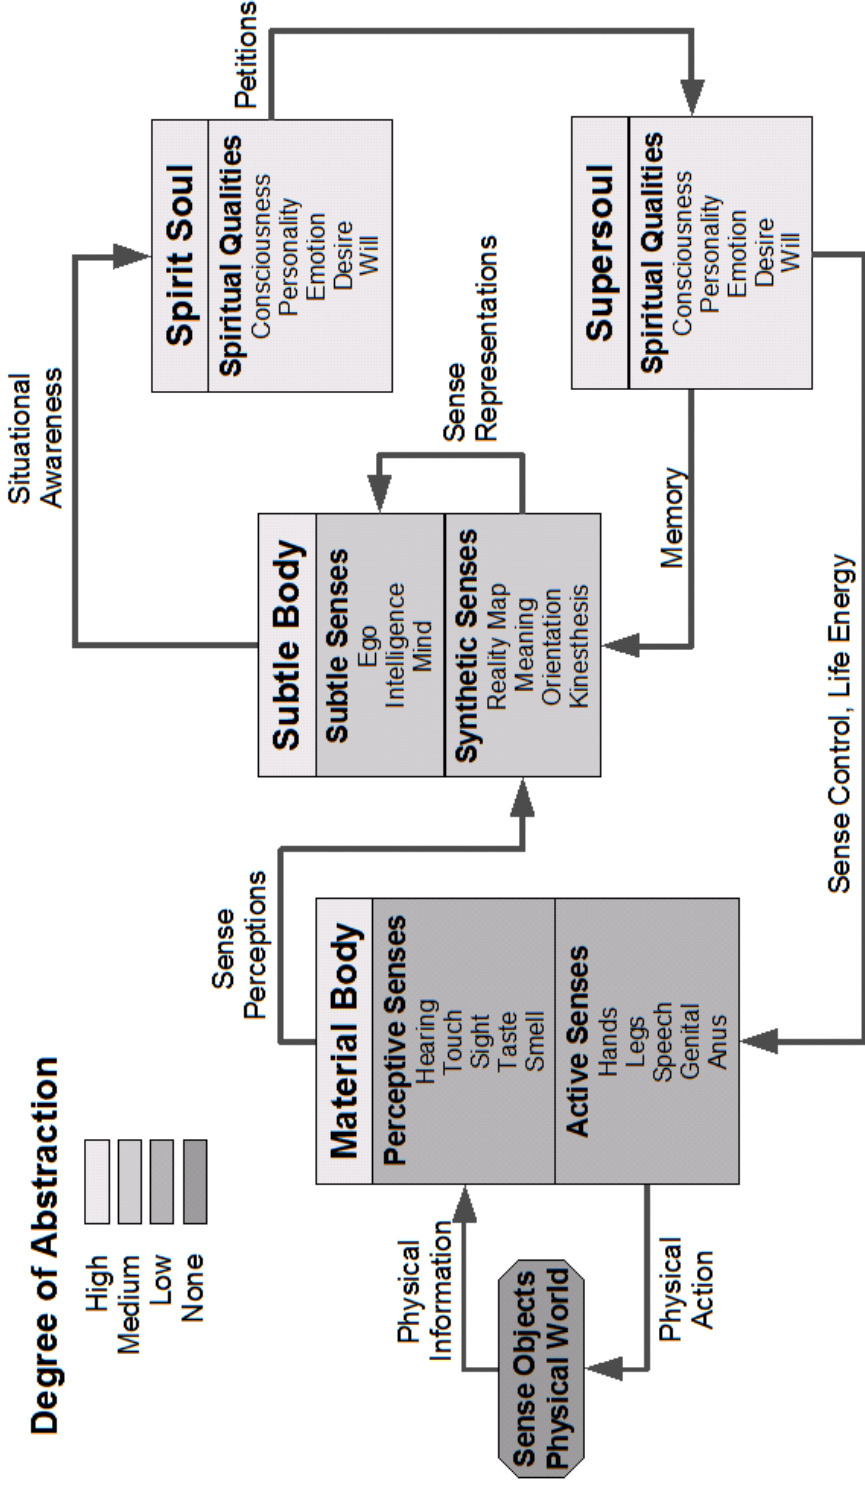 Degree of Abstraction
High
Medium
Low
None
Sense Objects
Physical World
Physical
Information
Physical
Action
Material Body
Perceptive Senses
Hearing
Touch
Sight
Taste
Smell
Active Senses
Hands
Legs
Speech
Genital
Anus
Sense
Perceptions
Subtle Body
Subtle Senses
Ego
Intelligence
Mind
Synthetic Senses
Reality Map
Meaning
Orientation
Kinesthesis
Sense
Representations
Situational
Awareness
Spirit Soul
Spiritual Qualities
Consciousness
Personality
Emotion
Desire
Will
Petitions
Supersoul
Spiritual Qualities
Consciousness
Personality
Emotion
Desire
Will
Memory
Sense Control, Life Energy